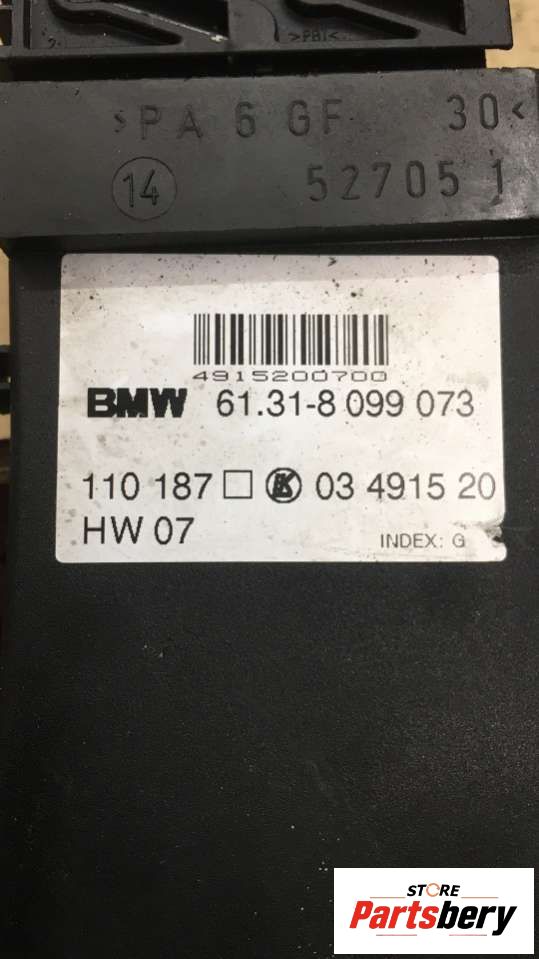 >PBT<
>PA 6 GF 30<
14 52705 1
4915200700
BMW 61.31-8 099 073
110 187 □ K 03 4915 20
HW 07 INDEX: G
STORE
Partsbery